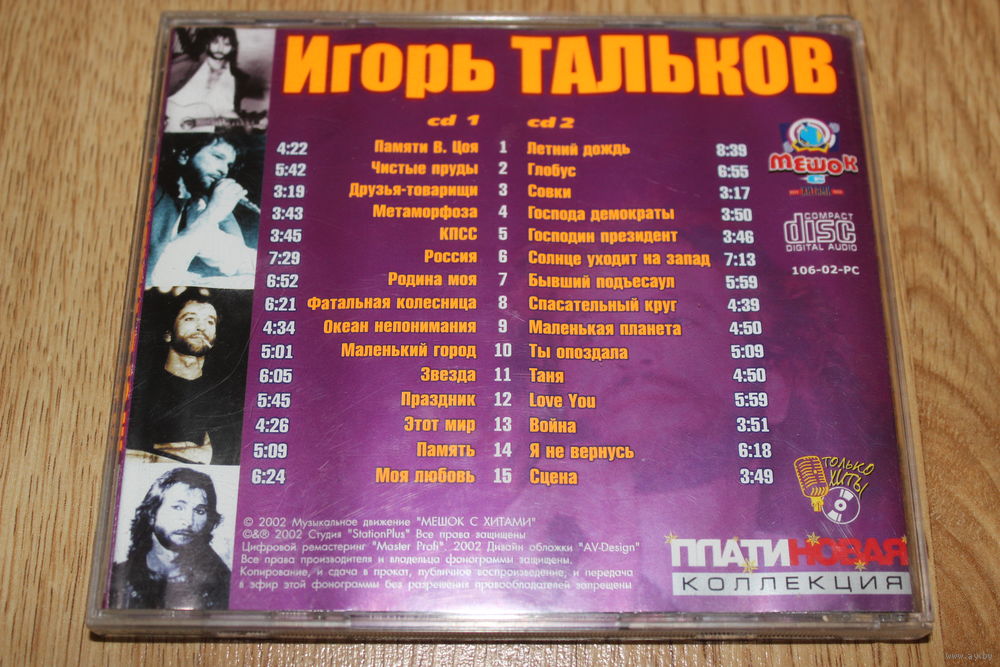 Игорь ТАЛЬКОВ
cd 1 cd 2
4:22 Памяти В. Цоя 1 Летний дождь 8:39
5:42 Чистые пруды 2 Глобус 6:55
3:19 Друзья-товарищи 3 Совки 3:17
3:43 Метаморфоза 4 Господа демократы 3:50
3:45 КПСС 5 Господин президент 3:46
7:29 Россия 6 Солнце уходит на запад 7:13
6:52 Родина моя 7 Бывший подъесаул 5:59
6:21 Фатальная колесница 8 Спасательный круг 4:39
4:34 Океан непонимания 9 Маленькая планета 4:50
5:01 Маленький город 10 Ты опоздала 5:09
6:05 Звезда 11 Таня 4:50
5:45 Праздник 12 Love You 5:59
4:26 Этот мир 13 Война 3:51
5:09 Память 14 Я не вернусь 6:18
6:24 Моя любовь 15 Сцена 3:49
МЕШОК
С
ХИТАМИ
COMPACT
disc
DIGITAL AUDIO
106-02-PC
ТОЛЬКО
ХИТЫ
© 2002 Музыкальное движение "МЕШОК С ХИТАМИ"
©&® 2002 Студия "StationPlus" Все права защищены
Цифровой ремастеринг "Master Profi". 2002 Дизайн обложки "AV-Design"
Все права производителя и владельца фонограммы защищены.
Копирование, и сдача в прокат, публичное воспроизведение, и передача
в эфир этой фонограммы без разрешения правообладателей запрещены
ПЛАТИНОВАЯ
КОЛЛЕКЦИЯ
www.ay.by